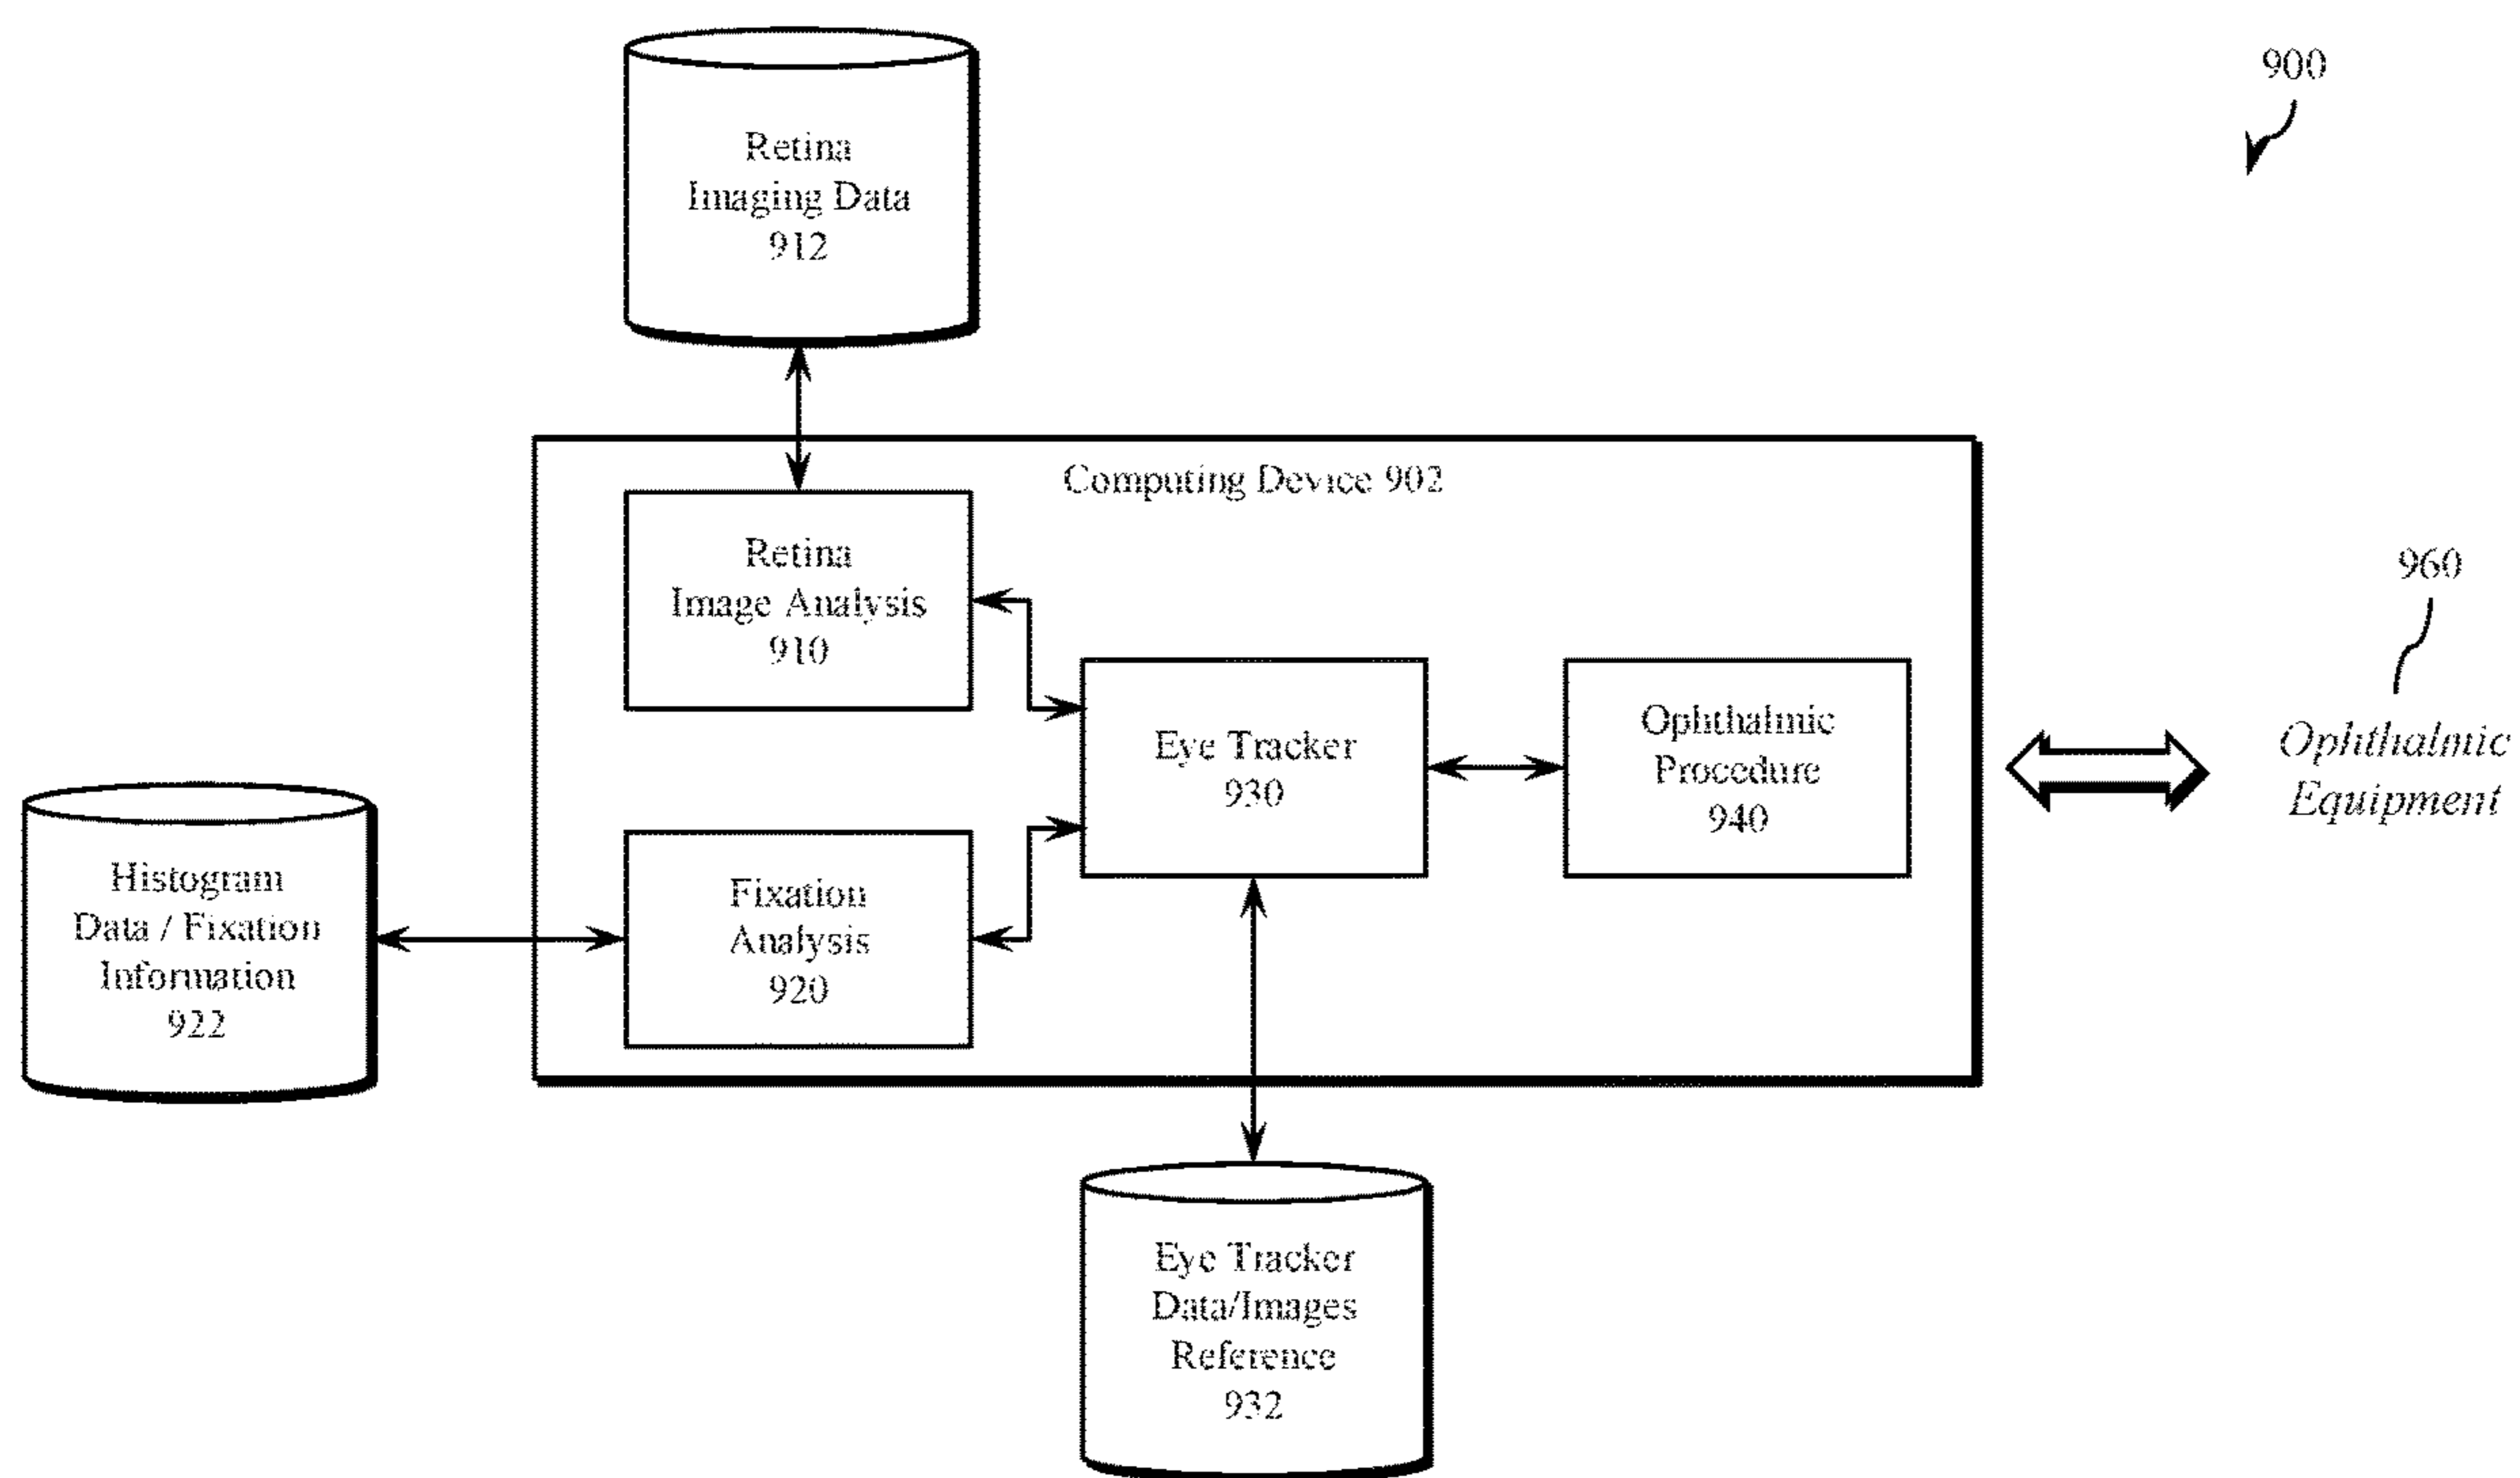 900
Retina
Imaging Data
912
Computing Device 902
Retina
Image Analysis
910
960
Ophthalmic
Equipment
Eye Tracker
930
Ophthalmic
Procedure
940
Histogram
Data / Fixation
Information
922
Fixation
Analysis
920
Eye Tracker
Data/Images
Reference
932